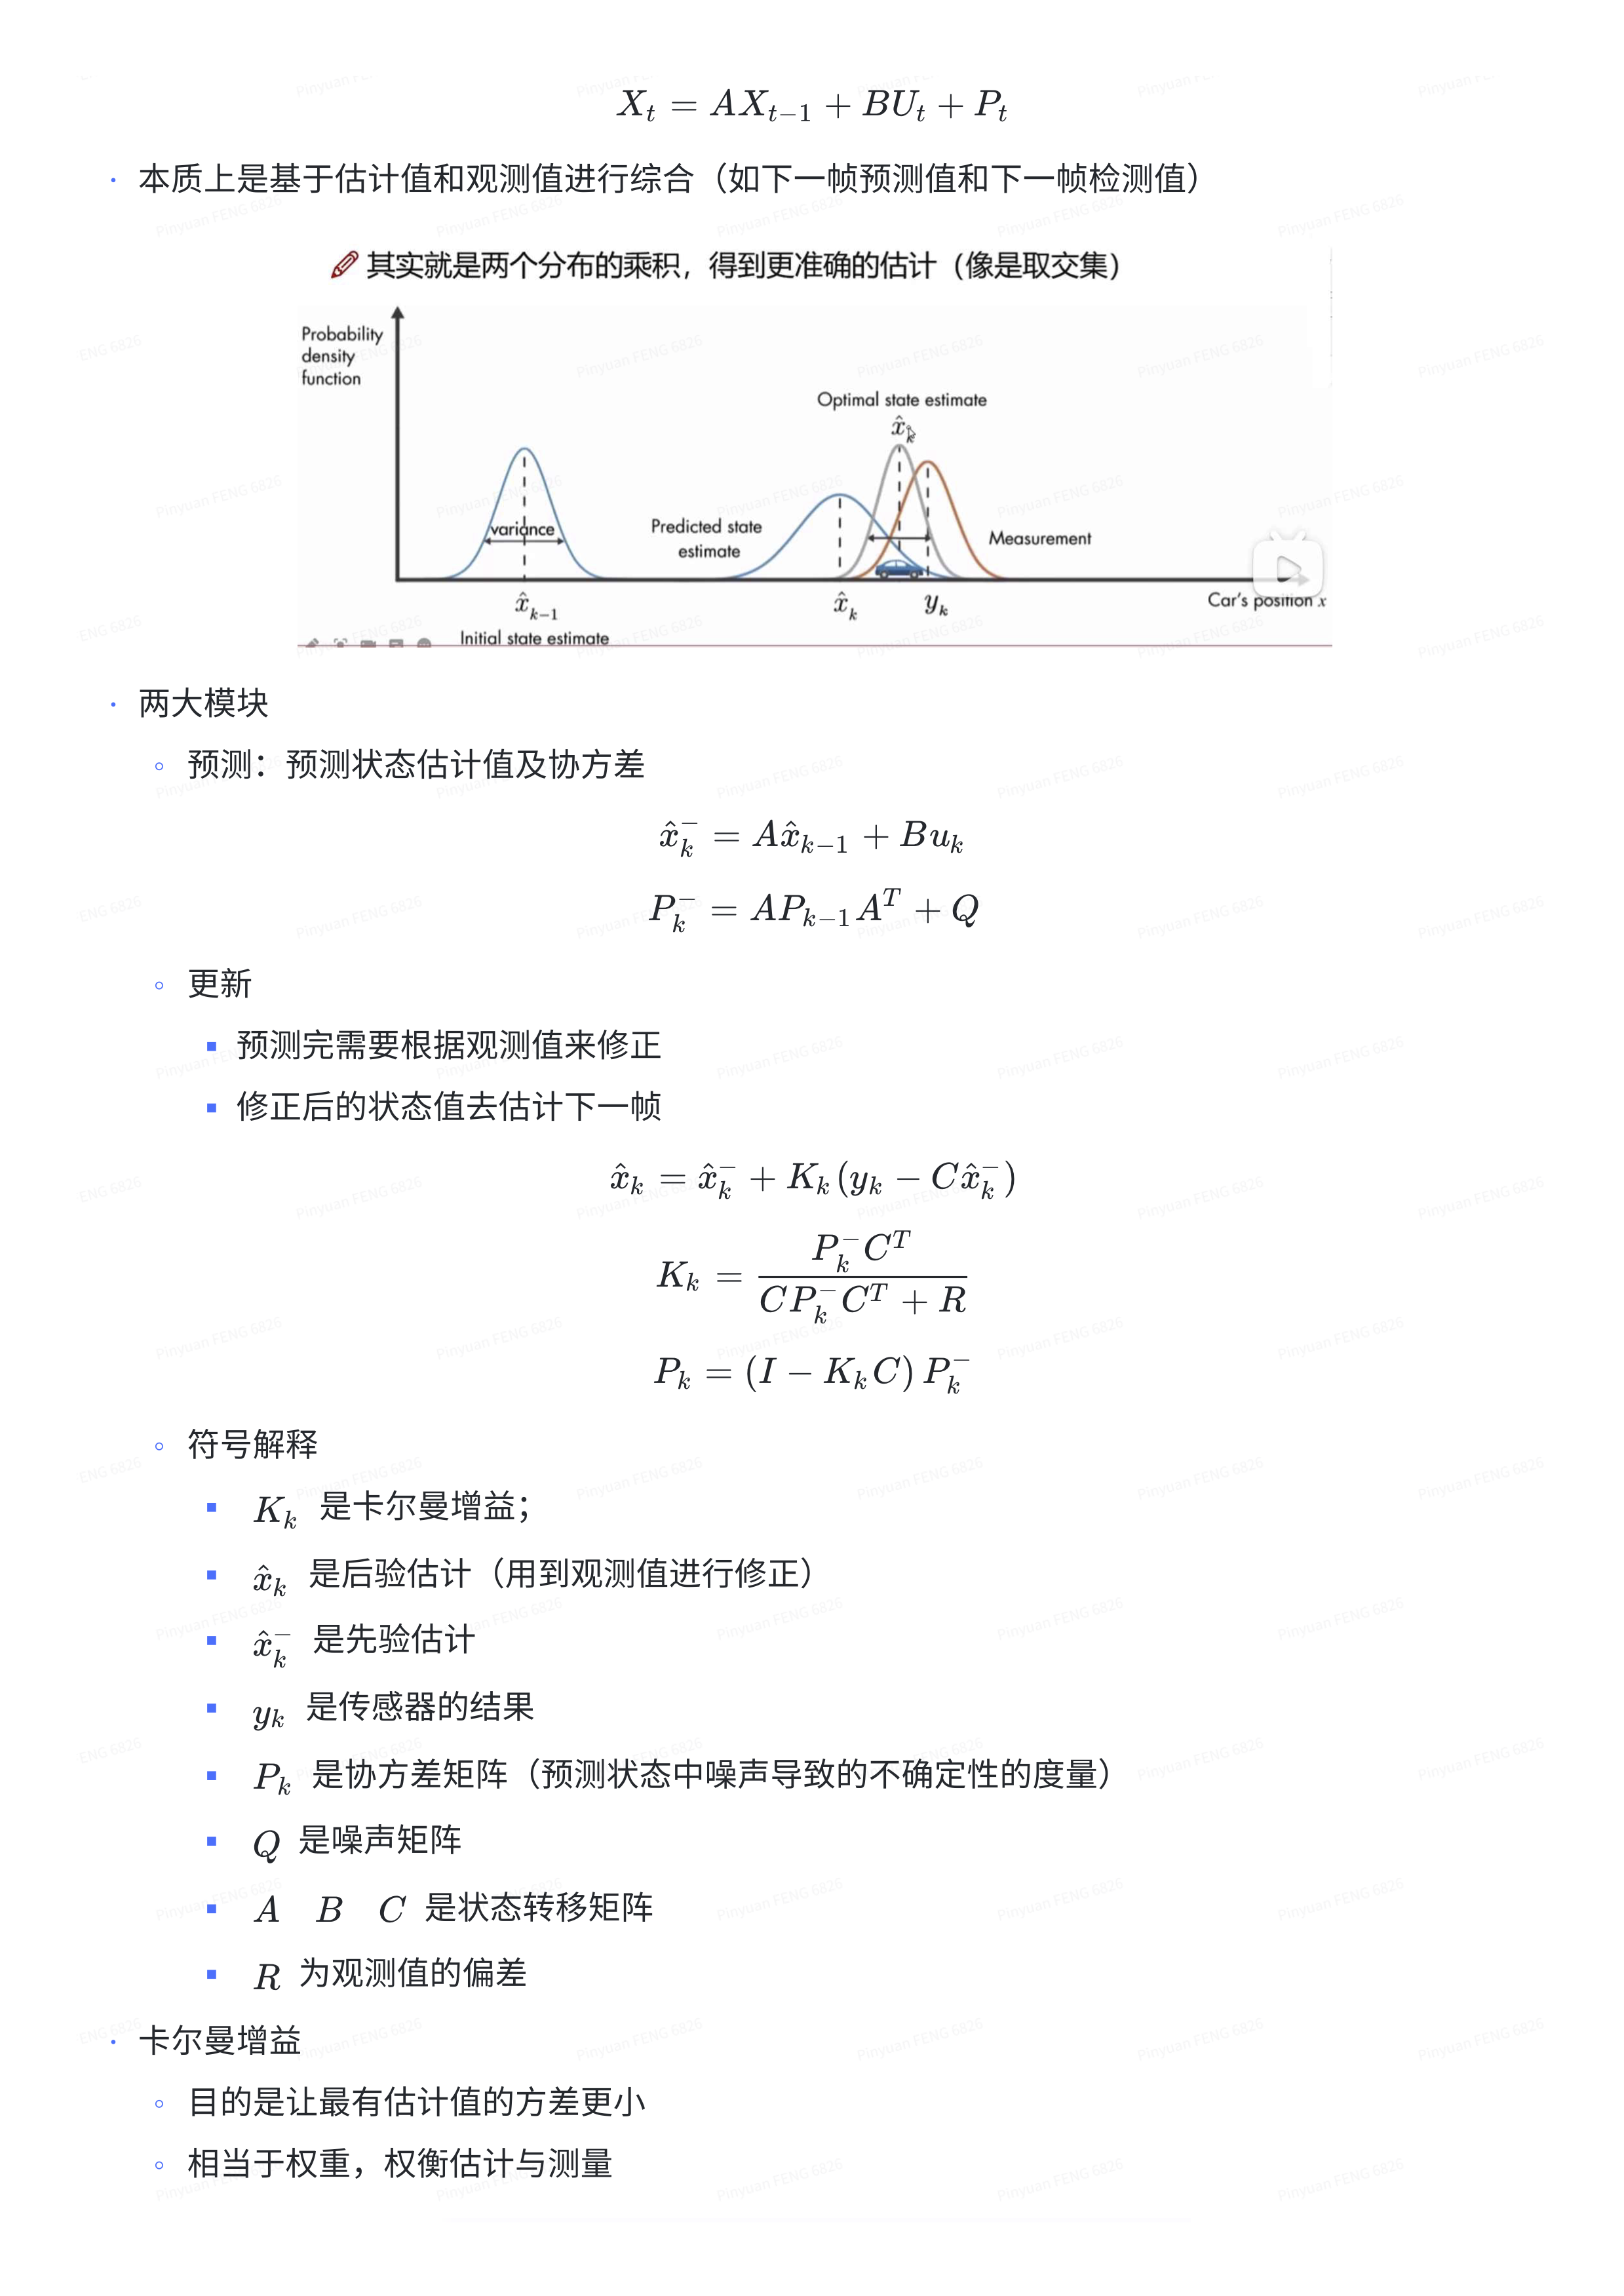 X_t = AX_{t-1} + BU_t + P_t
· 本质上是基于估计值和观测值进行综合（如下一帧预测值和下一帧检测值）
其实就是两个分布的乘积，得到更准确的估计（像是取交集）
Probability
density
function
Optimal state estimate
x̂_k
variance
Predicted state
estimate
Measurement
x̂_{k-1}
x̂_k
y_k
Car's position x
Initial state estimate
· 两大模块
◦ 预测：预测状态估计值及协方差
x̂_k^- = Ax̂_{k-1} + Bu_k
P_k^- = AP_{k-1}A^T + Q
◦ 更新
▪ 预测完需要根据观测值来修正
▪ 修正后的状态值去估计下一帧
x̂_k = x̂_k^- + K_k(y_k − Cx̂_k^-)
K_k = \frac{P_k^- C^T}{CP_k^- C^T + R}
P_k = (I − K_kC) P_k^-
◦ 符号解释
▪ K_k 是卡尔曼增益；
▪ x̂_k 是后验估计（用到观测值进行修正）
▪ x̂_k^- 是先验估计
▪ y_k 是传感器的结果
▪ P_k 是协方差矩阵（预测状态中噪声导致的不确定性的度量）
▪ Q 是噪声矩阵
▪ A B C 是状态转移矩阵
▪ R 为观测值的偏差
· 卡尔曼增益
◦ 目的是让最有估计值的方差更小
◦ 相当于权重，权衡估计与测量
Pinyuan FENG 6826